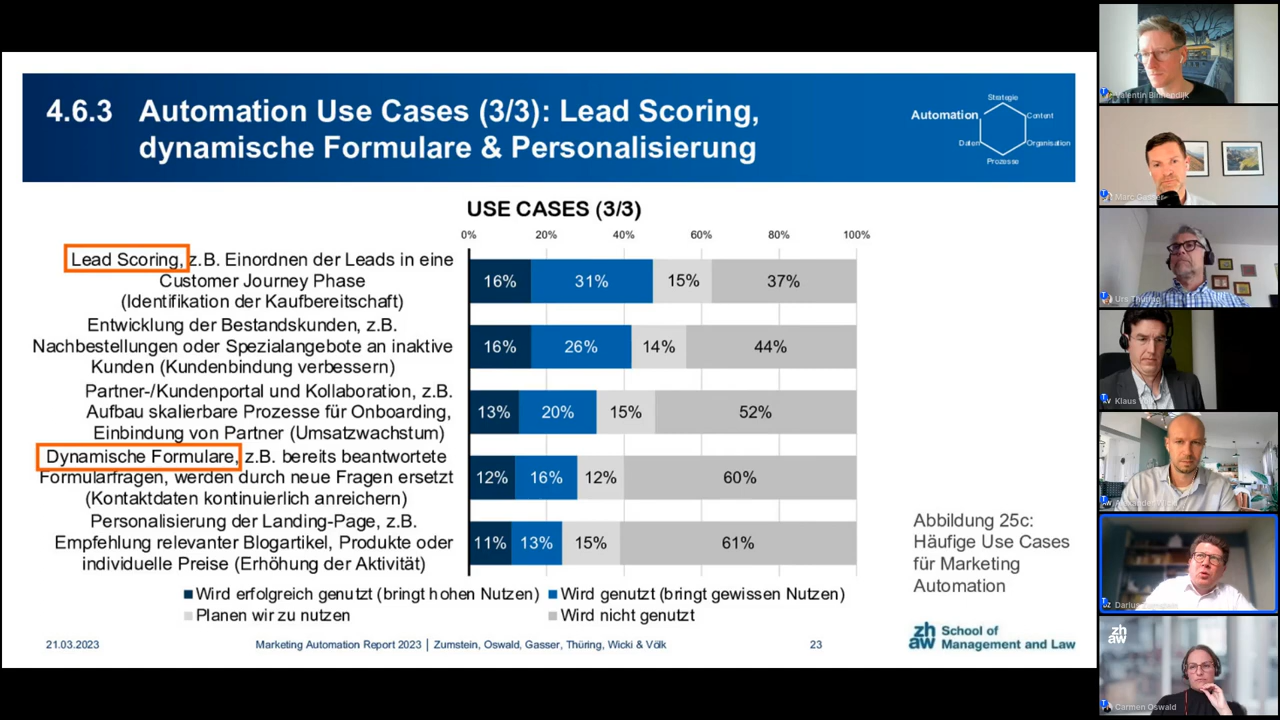 4.6.3 Automation Use Cases (3/3): Lead Scoring,
dynamische Formulare & Personalisierung
Strategie
Automation
Content
Daten
Organisation
Prozesse
USE CASES (3/3)
0% 20% 40% 60% 80% 100%
Lead Scoring, z.B. Einordnen der Leads in eine
Customer Journey Phase
(Identifikation der Kaufbereitschaft)
16% 31% 15% 37%
Entwicklung der Bestandskunden, z.B.
Nachbestellungen oder Spezialangebote an inaktive
Kunden (Kundenbindung verbessern)
16% 26% 14% 44%
Partner-/Kundenportal und Kollaboration, z.B.
Aufbau skalierbare Prozesse für Onboarding,
Einbindung von Partner (Umsatzwachstum)
13% 20% 15% 52%
Dynamische Formulare, z.B. bereits beantwortete
Formularfragen, werden durch neue Fragen ersetzt
(Kontaktdaten kontinuierlich anreichern)
12% 16% 12% 60%
Personalisierung der Landing-Page, z.B.
Empfehlung relevanter Blogartikel, Produkte oder
individuelle Preise (Erhöhung der Aktivität)
11% 13% 15% 61%
Wird erfolgreich genutzt (bringt hohen Nutzen)
Wird genutzt (bringt gewissen Nutzen)
Planen wir zu nutzen
Wird nicht genutzt
Abbildung 25c:
Häufige Use Cases
für Marketing
Automation
21.03.2023
Marketing Automation Report 2023 | Zumstein, Oswald, Gasser, Thüring, Wicki & Völk
23
zh
aw
School of
Management and Law
Urs Thüring
Klaus
zh
aw
Carmen Oswald